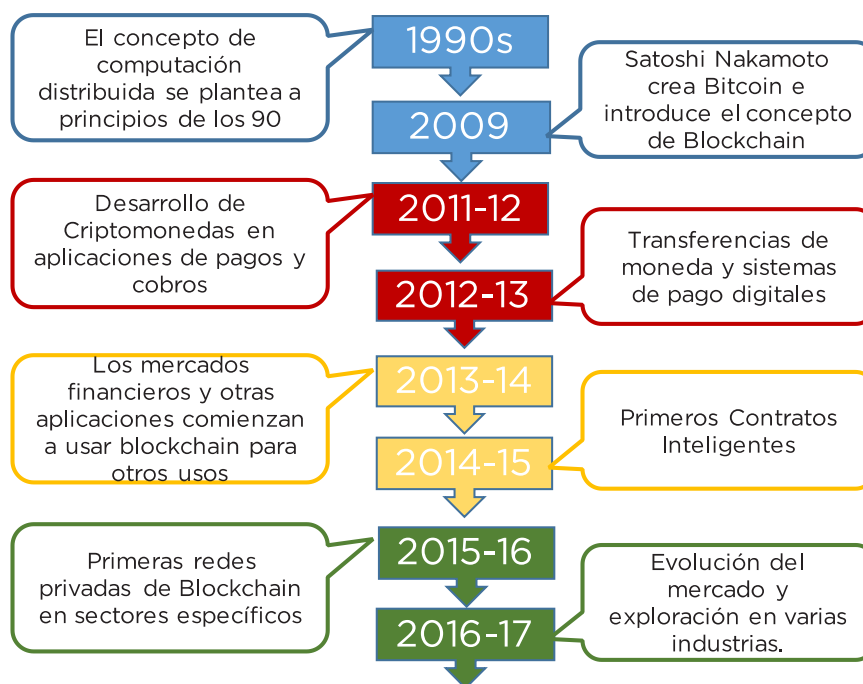 El concepto de
computación
distribuida se plantea a
principios de los 90
1990s
Satoshi Nakamoto
crea Bitcoin e
introduce el concepto
de Blockchain
2009
Desarrollo de
Criptomonedas en
aplicaciones de pagos y
cobros
2011-12
Transferencias de
moneda y sistemas
de pago digitales
2012-13
Los mercados
financieros y otras
aplicaciones comienzan
a usar blockchain para
otros usos
2013-14
Primeros Contratos
Inteligentes
2014-15
Primeras redes
privadas de Blockchain
en sectores específicos
2015-16
Evolución del
mercado y
exploración en varias
industrias.
2016-17